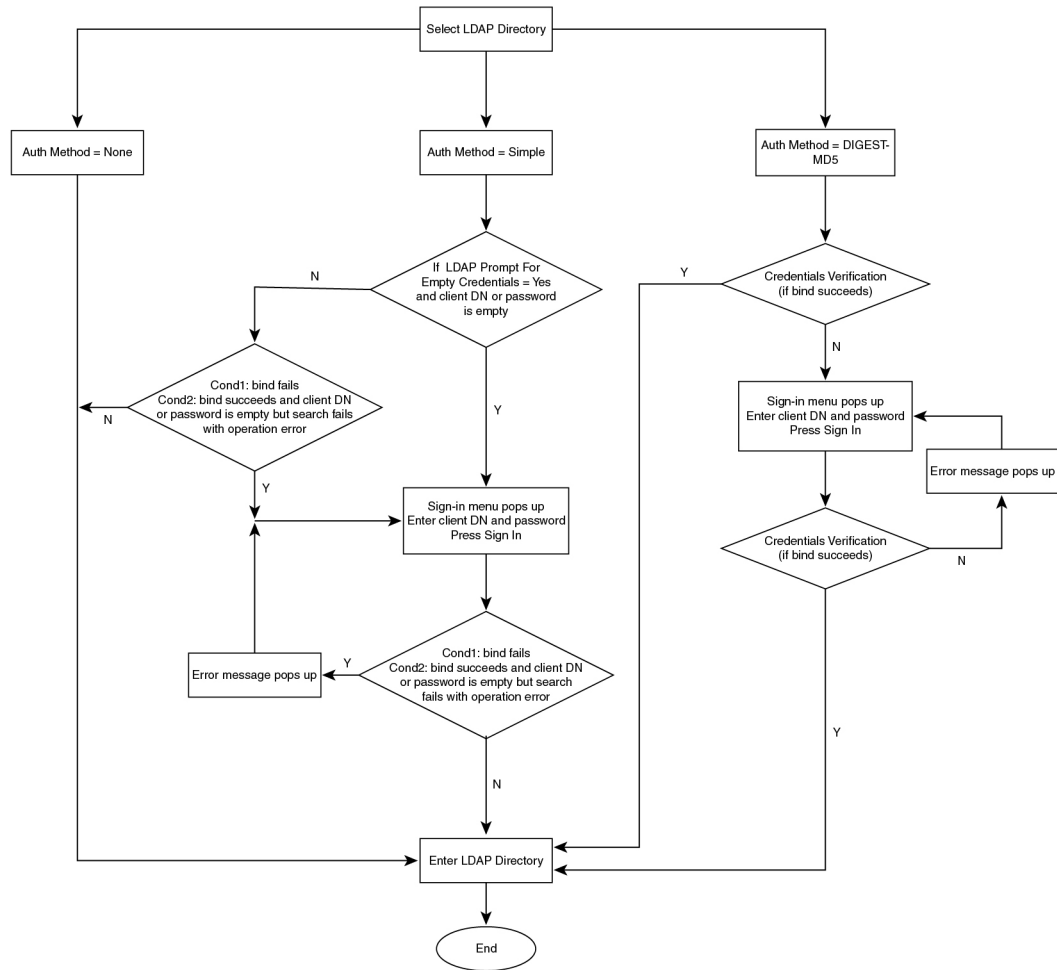 Select LDAP Directory
Auth Method = None
Auth Method = Simple
Auth Method = DIGEST-
MD5
If LDAP Prompt For
Empty Credentials = Yes
and client DN or password
is empty
N
Y
Credentials Verification
(if bind succeeds)
Y
N
Cond1: bind fails
Cond2: bind succeeds and client DN
or password is empty but search fails
with operation error
N
Y
Sign-in menu pops up
Enter client DN and password
Press Sign In
Error message pops up
Sign-in menu pops up
Enter client DN and password
Press Sign In
Credentials Verification
(if bind succeeds)
N
Y
Error message pops up
Cond1: bind fails
Cond2: bind succeeds and client DN
or password is empty but search
fails with operation error
Y
N
Enter LDAP Directory
End